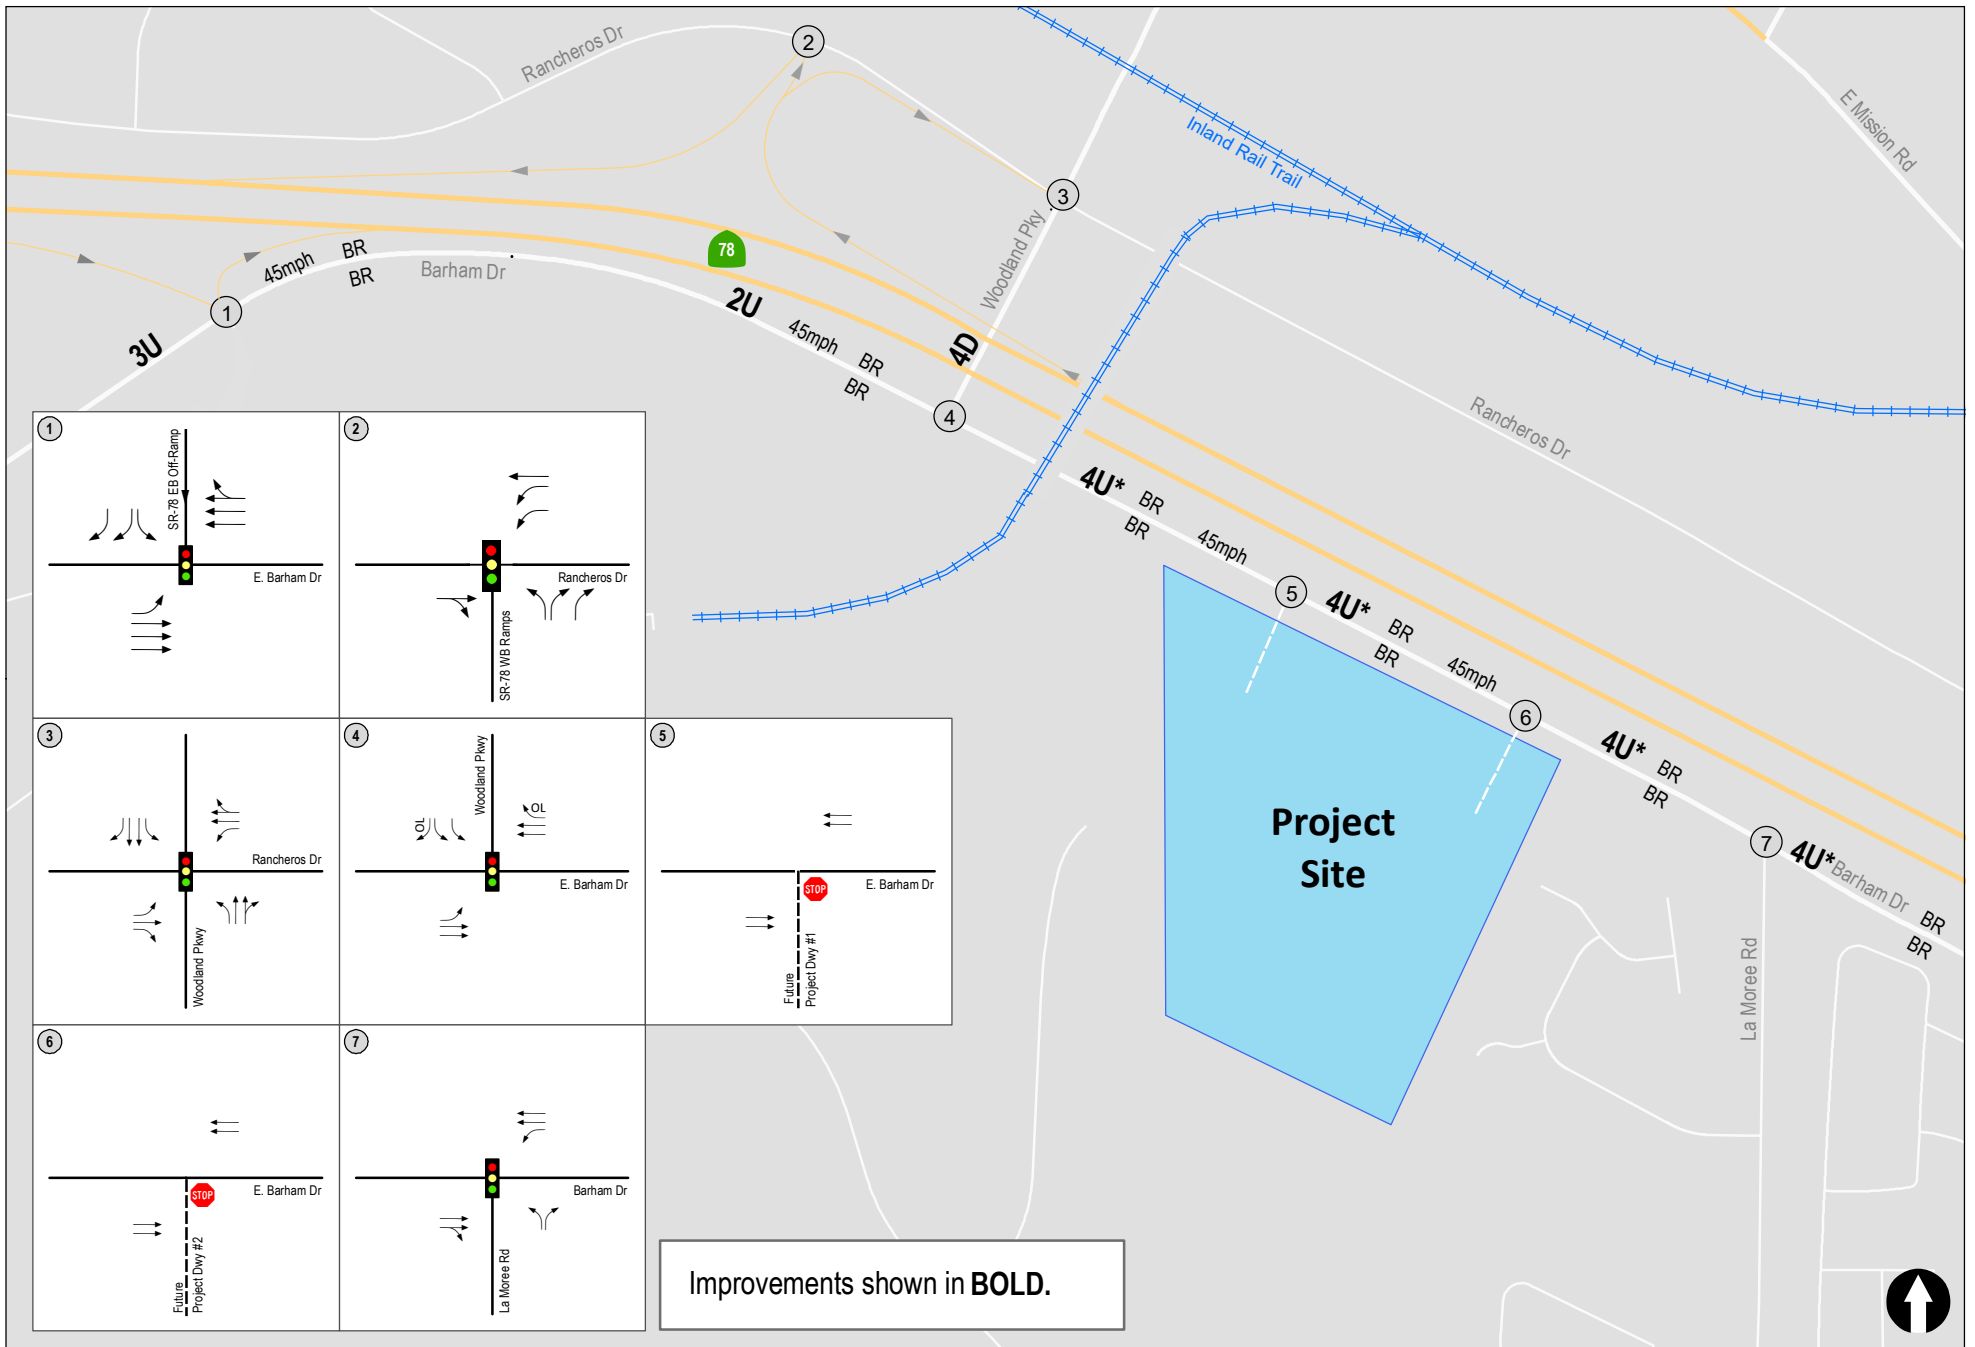 Rancheros Dr
2
E Mission Rd
Inland Rail Trail
3
Woodland Pky
78
45mph
BR
BR
Barham Dr
1
3U
2U
45mph
BR
BR
4D
4
Rancheros Dr
4U*
BR
BR
45mph
5
4U*
BR
BR
45mph
6
4U*
BR
BR
7
4U*
Barham Dr
BR
BR
La Moree Rd
Project
Site
1
SR-78 EB Off-Ramp
E. Barham Dr
2
Rancheros Dr
SR-78 WB Ramps
3
Rancheros Dr
Woodland Pkwy
4
Woodland Pkwy
OL
OL
E. Barham Dr
5
STOP
E. Barham Dr
Future
Project Dwy #1
6
STOP
E. Barham Dr
Future
Project Dwy #2
7
Barham Dr
La Moree Rd
Improvements shown in BOLD.